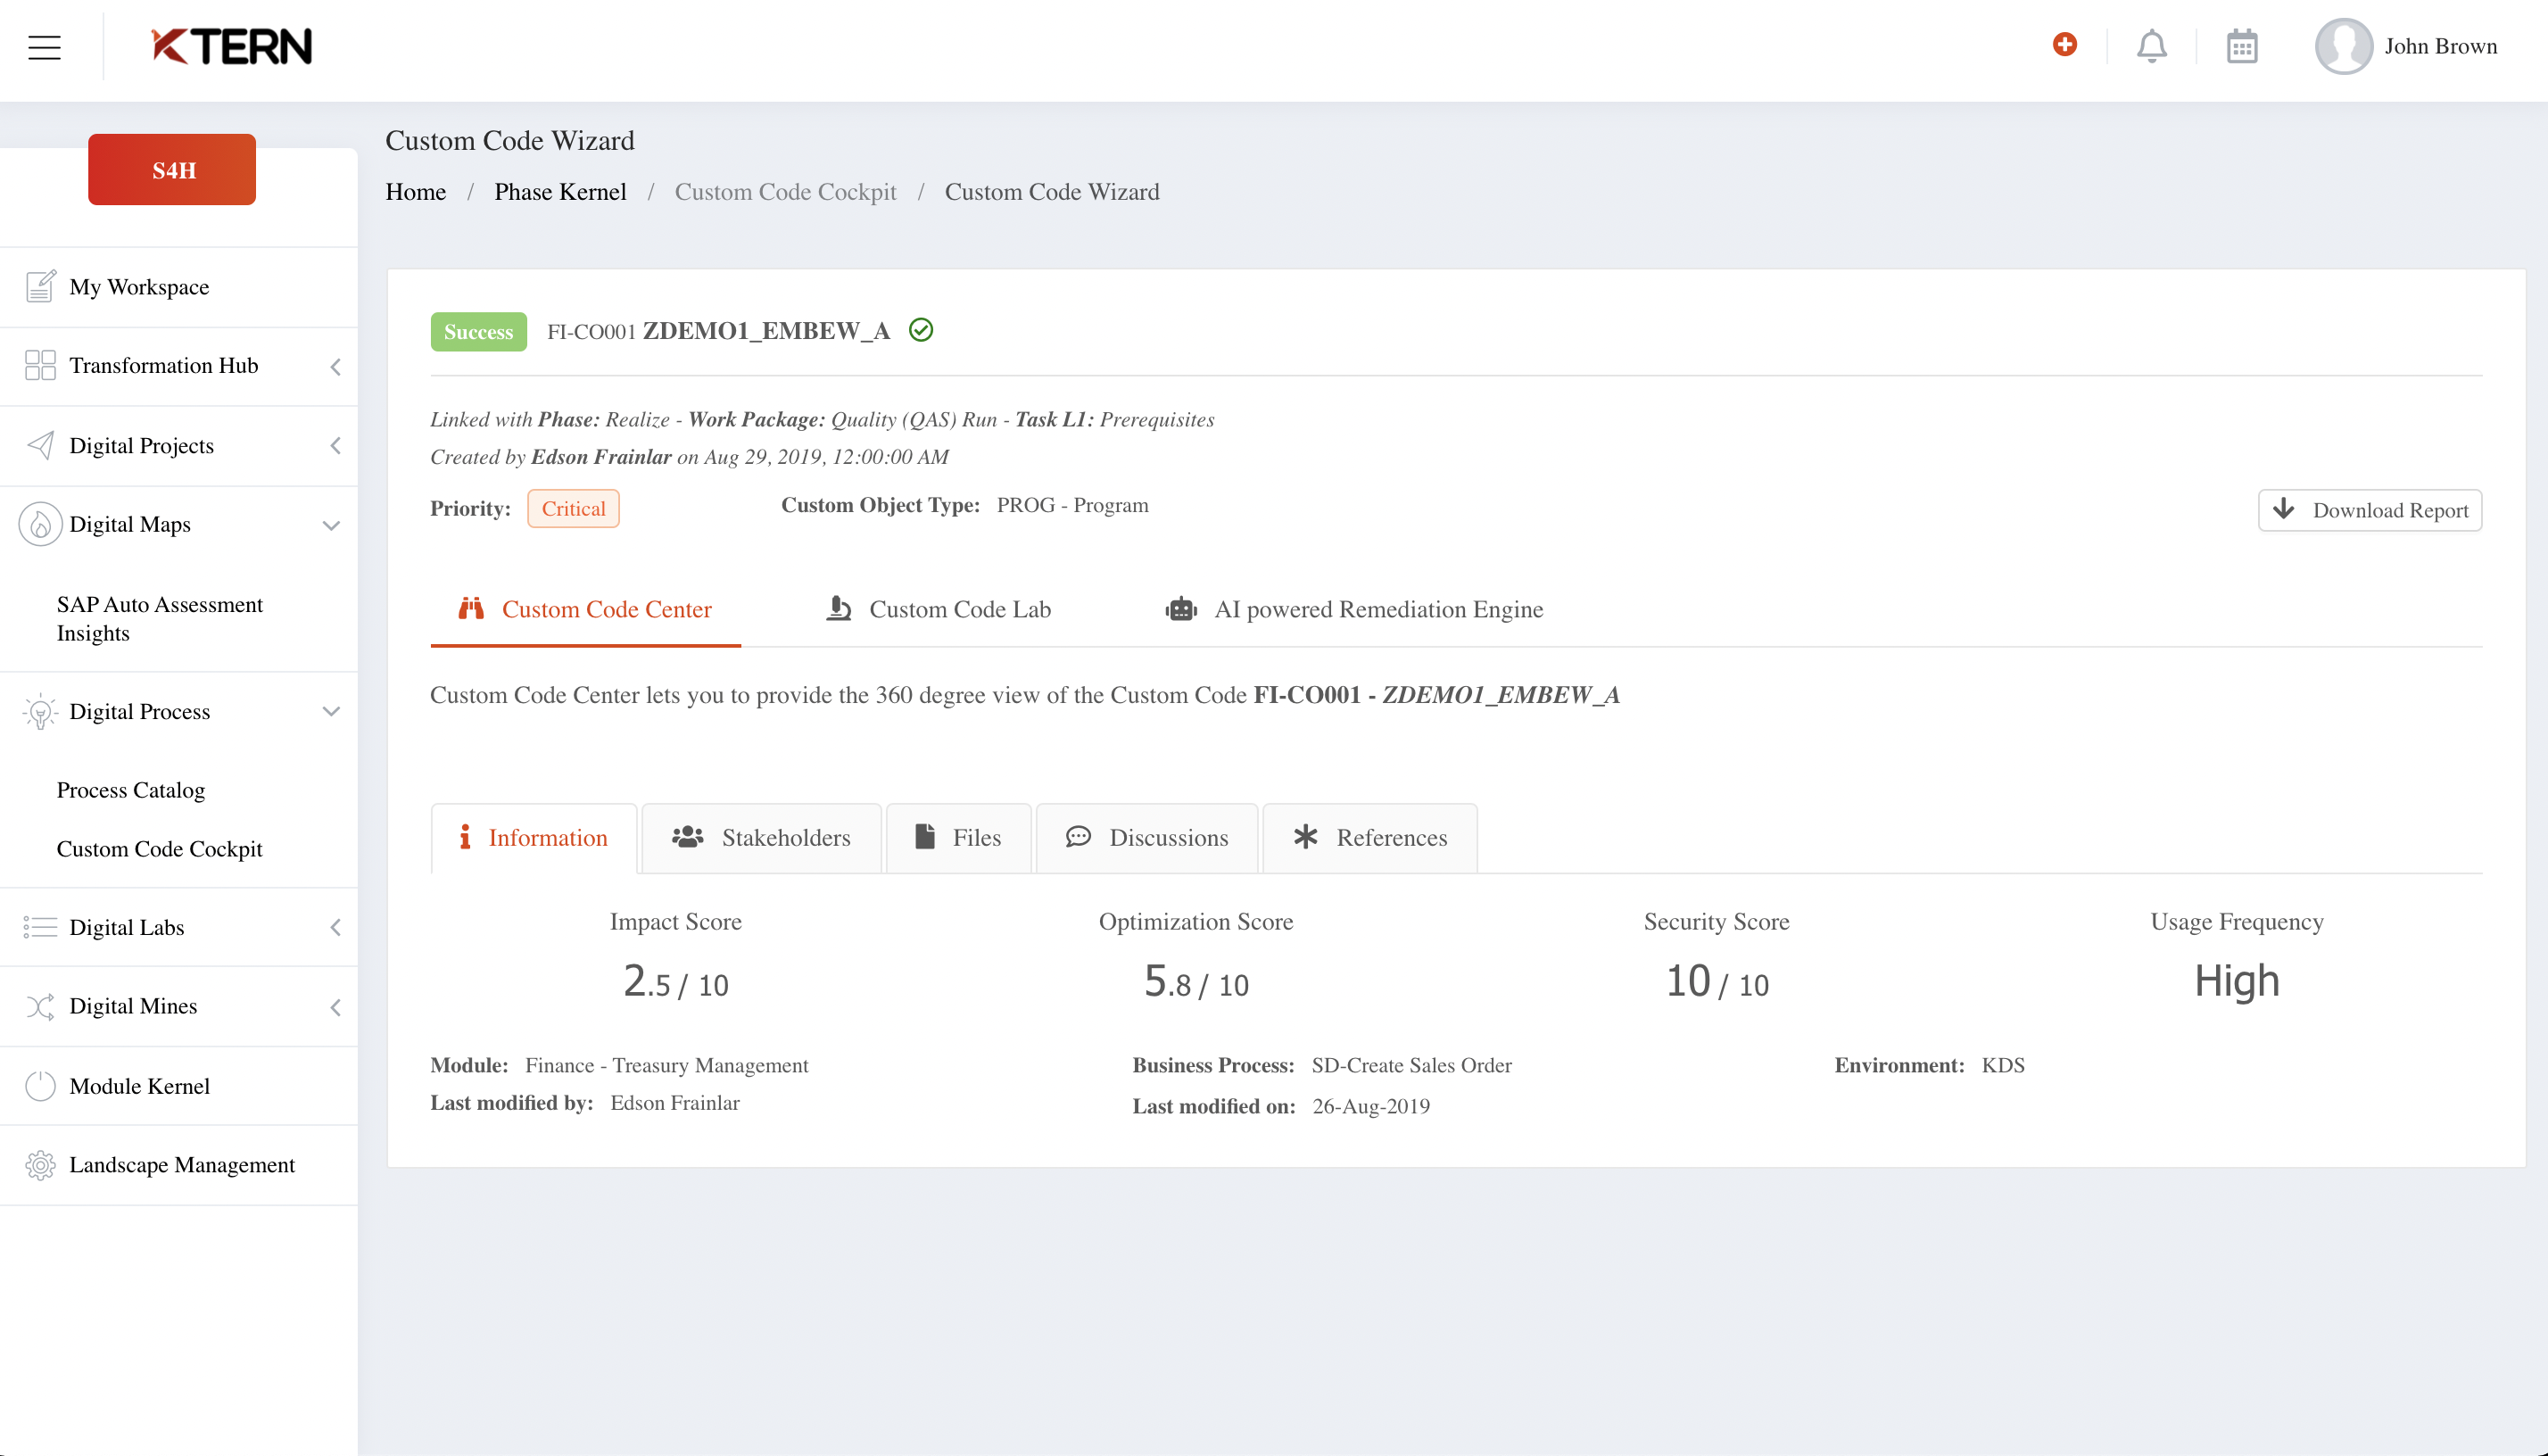 KTERN
John Brown
S4H
My Workspace
Transformation Hub
Digital Projects
Digital Maps
SAP Auto Assessment
Insights
Digital Process
Process Catalog
Custom Code Cockpit
Digital Labs
Digital Mines
Module Kernel
Landscape Management
Custom Code Wizard
Home / Phase Kernel / Custom Code Cockpit / Custom Code Wizard
Success FI-CO001 ZDEMO1_EMBEW_A
Linked with Phase: Realize - Work Package: Quality (QAS) Run - Task L1: Prerequisites
Created by Edson Frainlar on Aug 29, 2019, 12:00:00 AM
Priority: Critical Custom Object Type: PROG - Program Download Report
Custom Code Center Custom Code Lab AI powered Remediation Engine
Custom Code Center lets you to provide the 360 degree view of the Custom Code FI-CO001 - ZDEMO1_EMBEW_A
Information Stakeholders Files Discussions References
Impact Score Optimization Score Security Score Usage Frequency
2.5 / 10 5.8 / 10 10 / 10 High
Module: Finance - Treasury Management Business Process: SD-Create Sales Order Environment: KDS
Last modified by: Edson Frainlar Last modified on: 26-Aug-2019